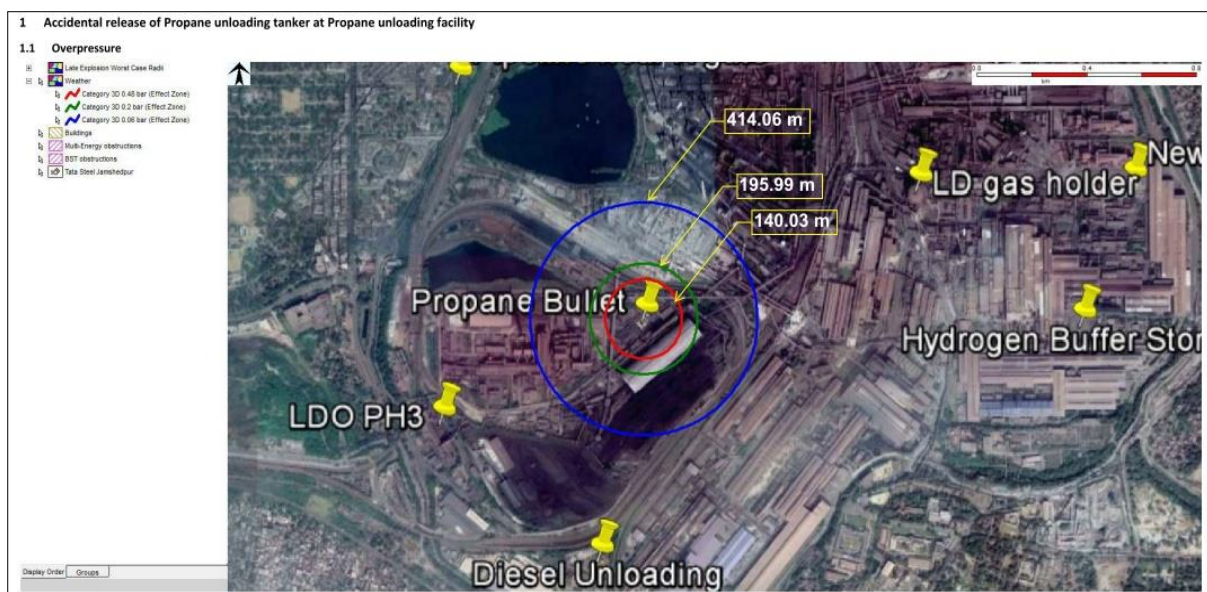 1 Accidental release of Propane unloading tanker at Propane unloading facility
1.1 Overpressure
Late Explosion Worst Case Radii
Weather
Category 3D 0.48 bar (Effect Zone)
Category 3D 0.2 bar (Effect Zone)
Category 3D 0.06 bar (Effect Zone)
Buildings
Multi-Energy obstructions
BST obstructions
Tata Steel Jamshedpur
0.0 0.4 0.8
km
414.06 m
195.99 m
140.03 m
New
LD gas holder
Propane Bullet
Hydrogen Buffer Stor
LDO PH3
Diesel Unloading
Display Order Groups